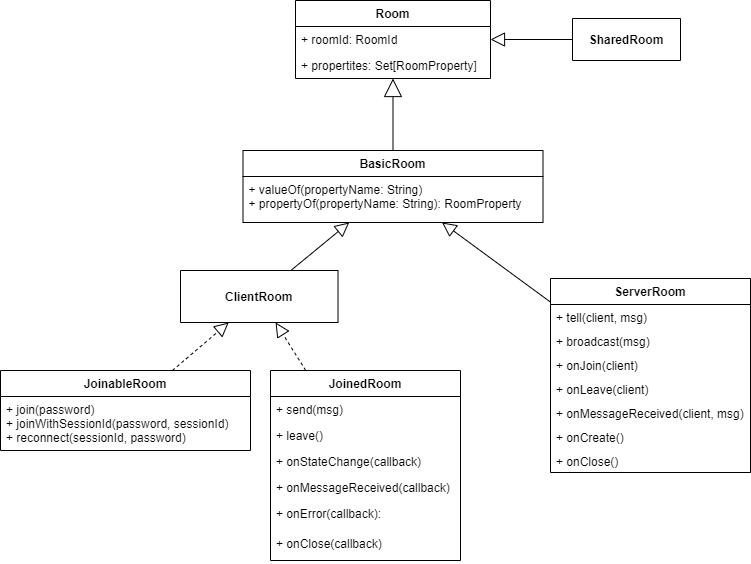 Room
+ roomId: RoomId
+ propertites: Set[RoomProperty]
SharedRoom
BasicRoom
+ valueOf(propertyName: String)
+ propertyOf(propertyName: String): RoomProperty
ClientRoom
ServerRoom
+ tell(client, msg)
+ broadcast(msg)
+ onJoin(client)
+ onLeave(client)
+ onMessageReceived(client, msg)
+ onCreate()
+ onClose()
JoinableRoom
+ join(password)
+ joinWithSessionId(password, sessionId)
+ reconnect(sessionId, password)
JoinedRoom
+ send(msg)
+ leave()
+ onStateChange(callback)
+ onMessageReceived(callback)
+ onError(callback):
+ onClose(callback)